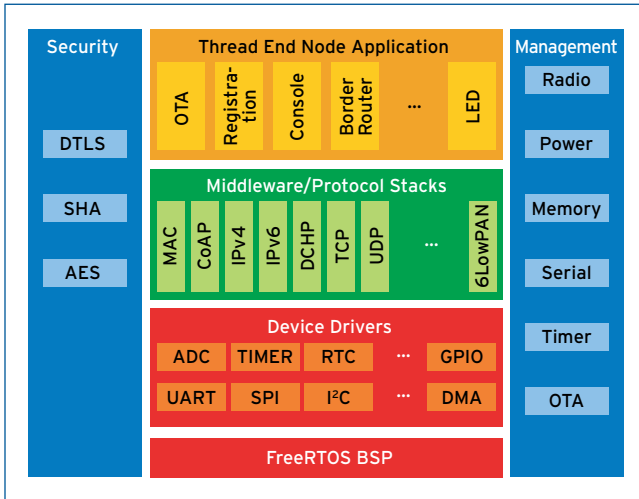 Security
DTLS
SHA
AES
Thread End Node Application
OTA
Registra-
tion
Console
Border
Router
...
LED
Middleware/Protocol Stacks
MAC
CoAP
IPv4
IPv6
DCHP
TCP
UDP
...
6LowPAN
Device Drivers
ADC TIMER RTC ... GPIO
UART SPI I²C ... DMA
FreeRTOS BSP
Management
Radio
Power
Memory
Serial
Timer
OTA